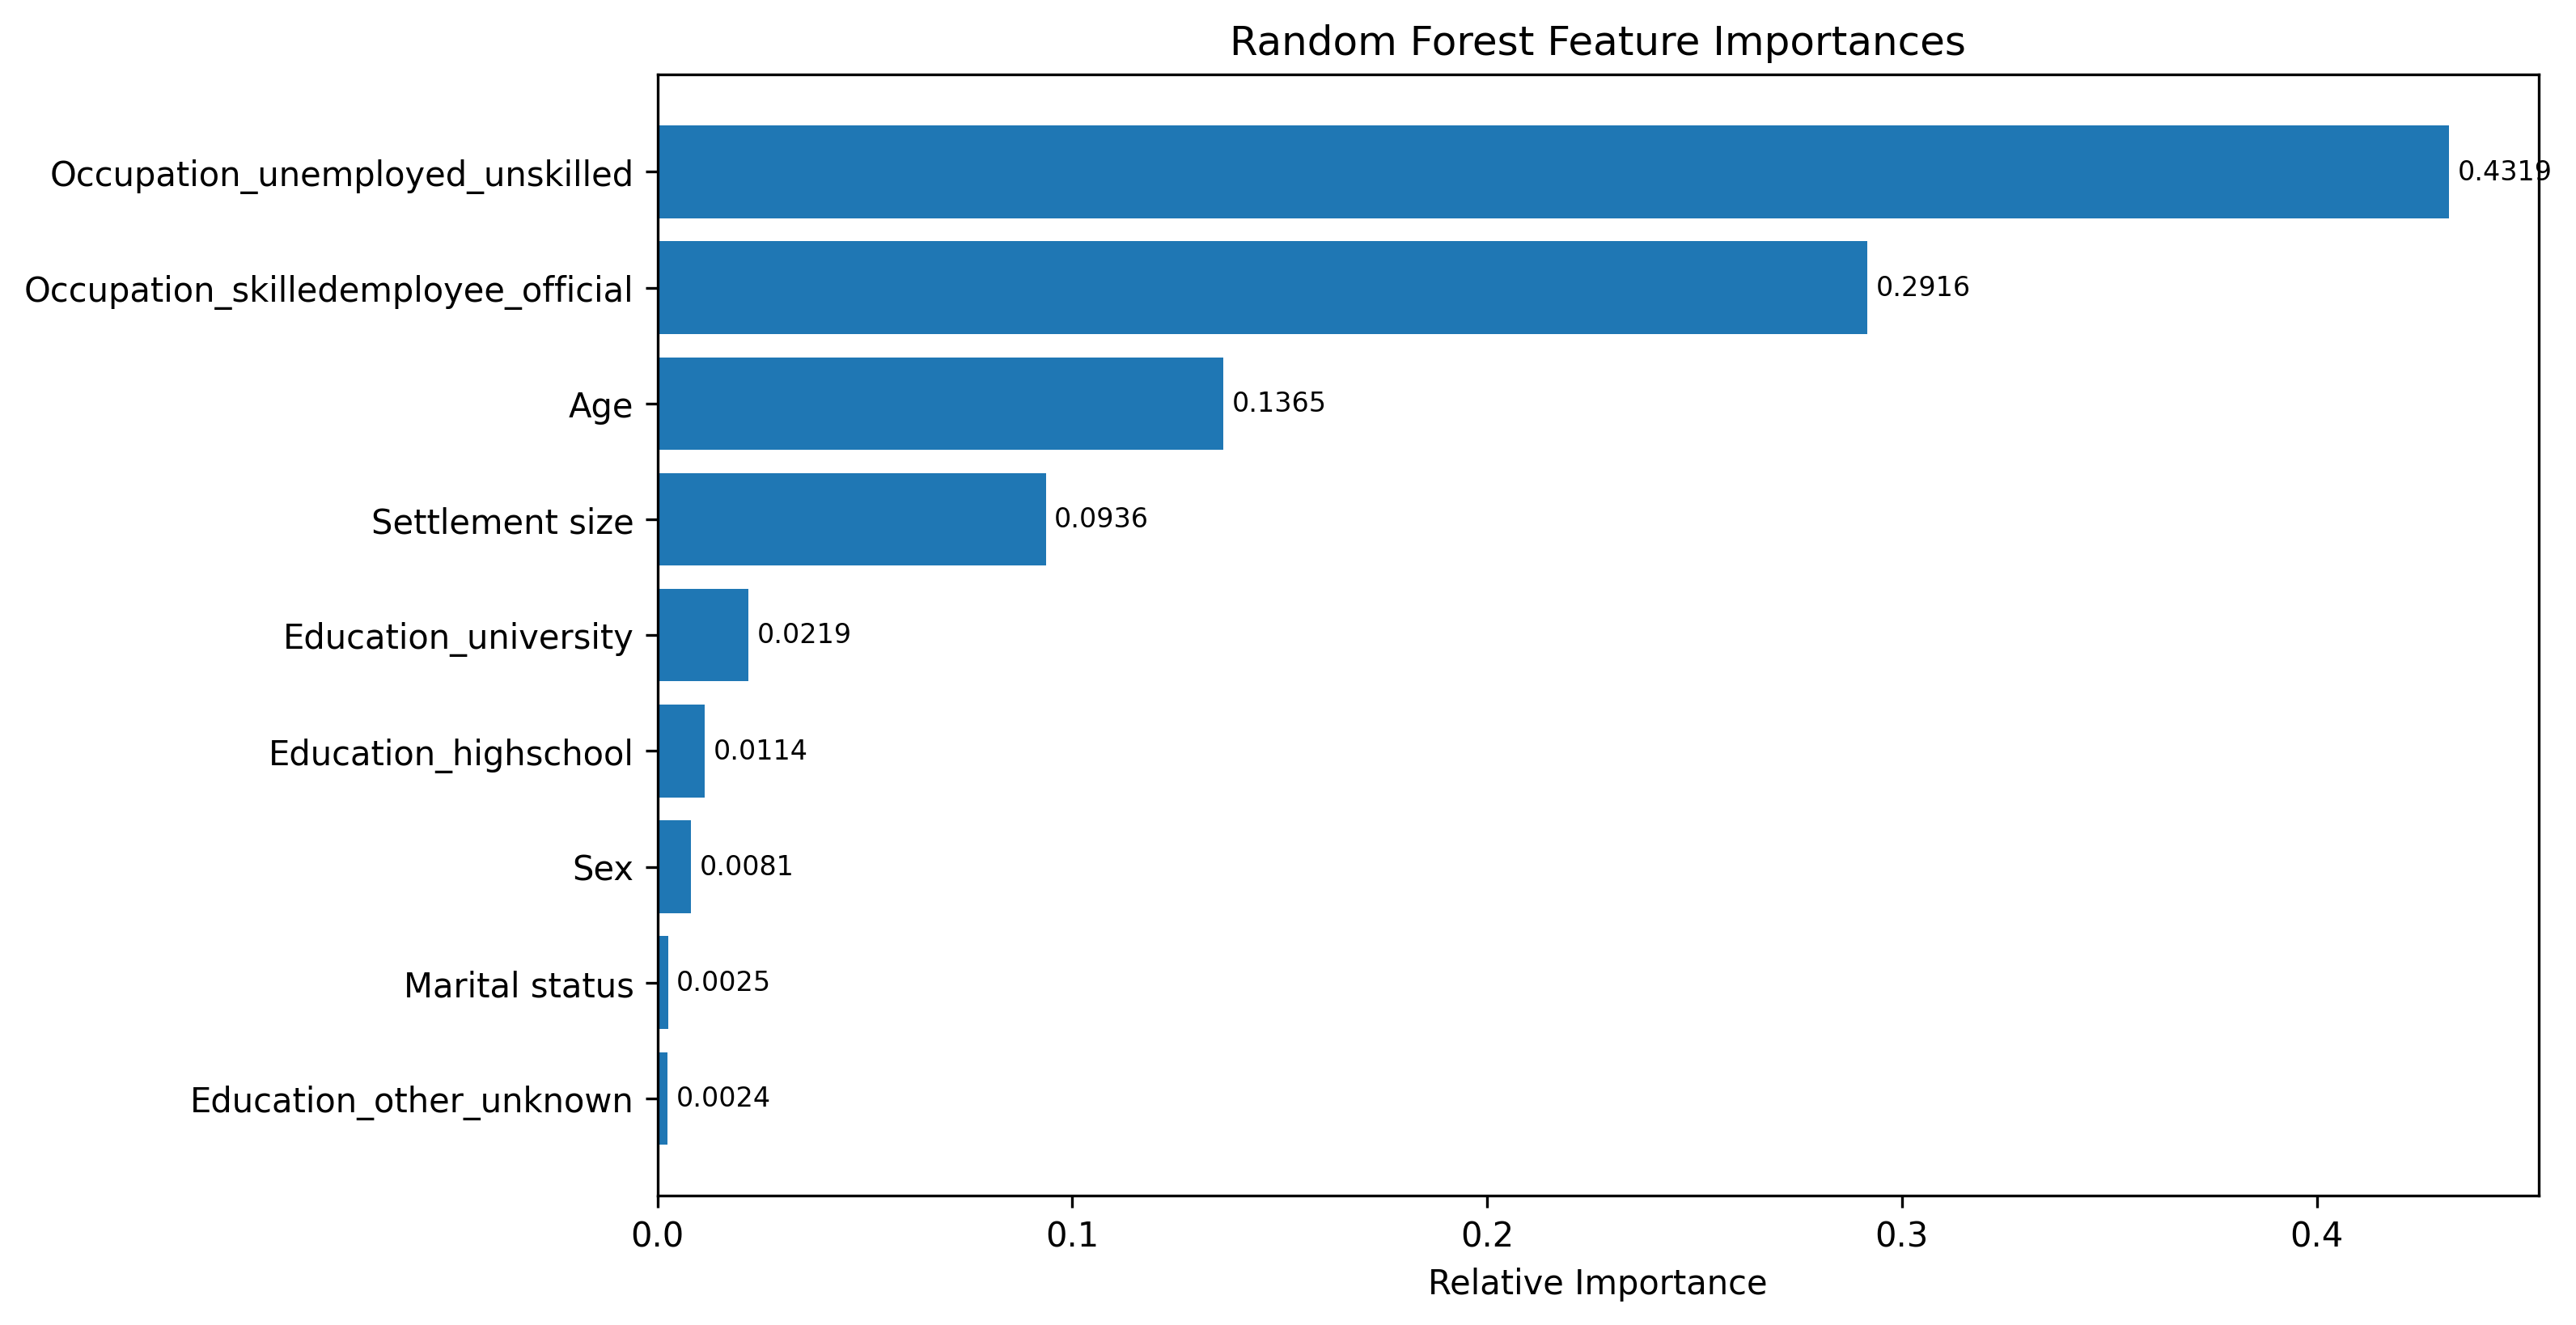 Random Forest Feature Importances
Occupation_unemployed_unskilled
0.4319
Occupation_skilledemployee_official
0.2916
Age
0.1365
Settlement size
0.0936
Education_university
0.0219
Education_highschool
0.0114
Sex
0.0081
Marital status
0.0025
Education_other_unknown
0.0024
0.0 0.1 0.2 0.3 0.4
Relative Importance